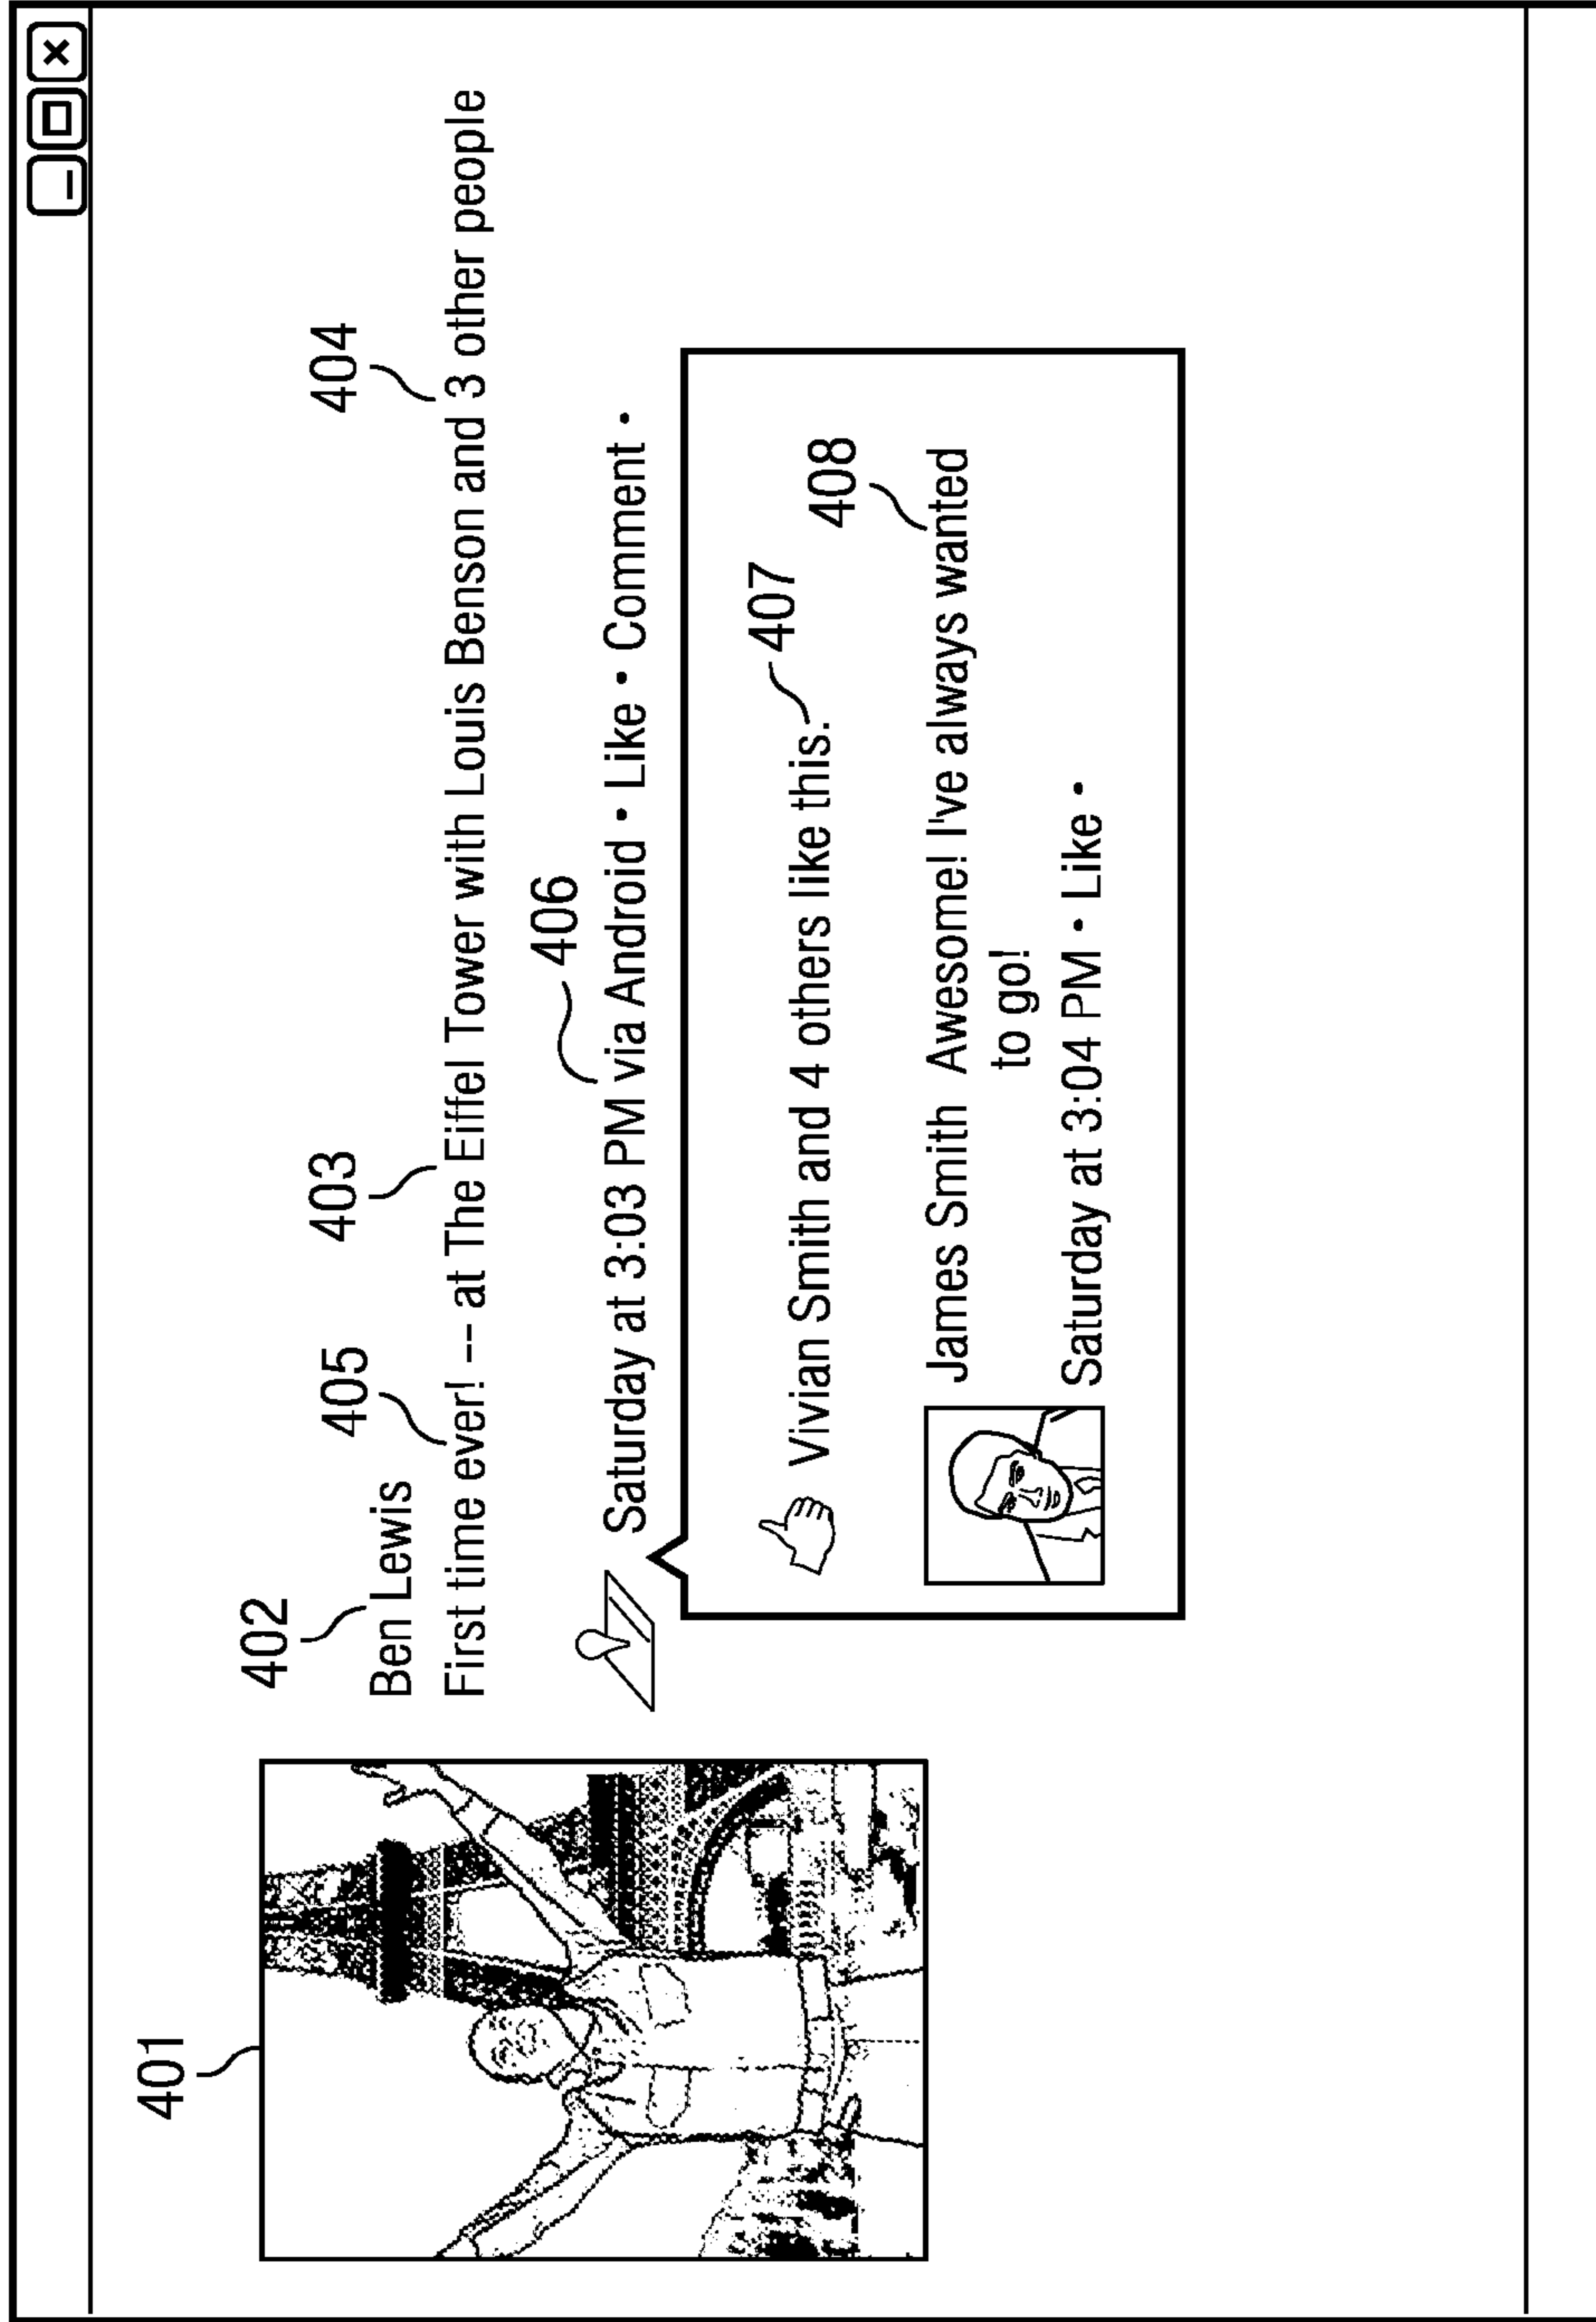 401
402
Ben Lewis
405
403
404
First time ever! -- at The Eiffel Tower with Louis Benson and 3 other people
406
Saturday at 3:03 PM via Android • Like • Comment •
407
Vivian Smith and 4 others like this.
408
James Smith Awesome! I've always wanted
to go!
Saturday at 3:04 PM • Like •